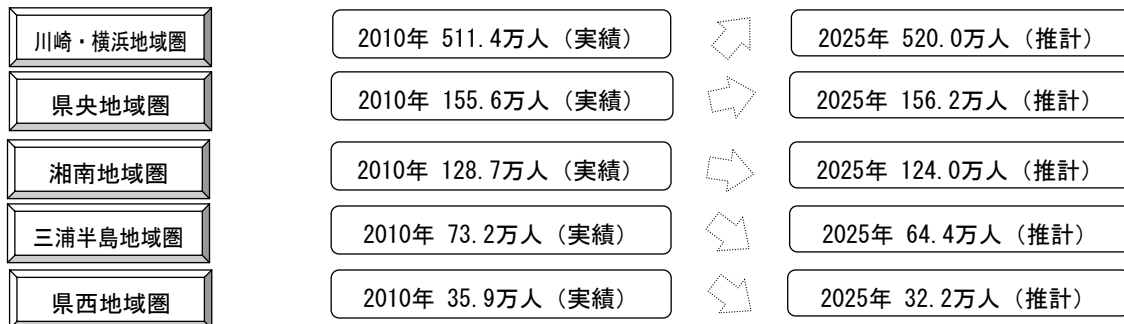 川崎・横浜地域圏 2010年 511.4万人（実績） 2025年 520.0万人（推計）
県央地域圏 2010年 155.6万人（実績） 2025年 156.2万人（推計）
湘南地域圏 2010年 128.7万人（実績） 2025年 124.0万人（推計）
三浦半島地域圏 2010年 73.2万人（実績） 2025年 64.4万人（推計）
県西地域圏 2010年 35.9万人（実績） 2025年 32.2万人（推計）